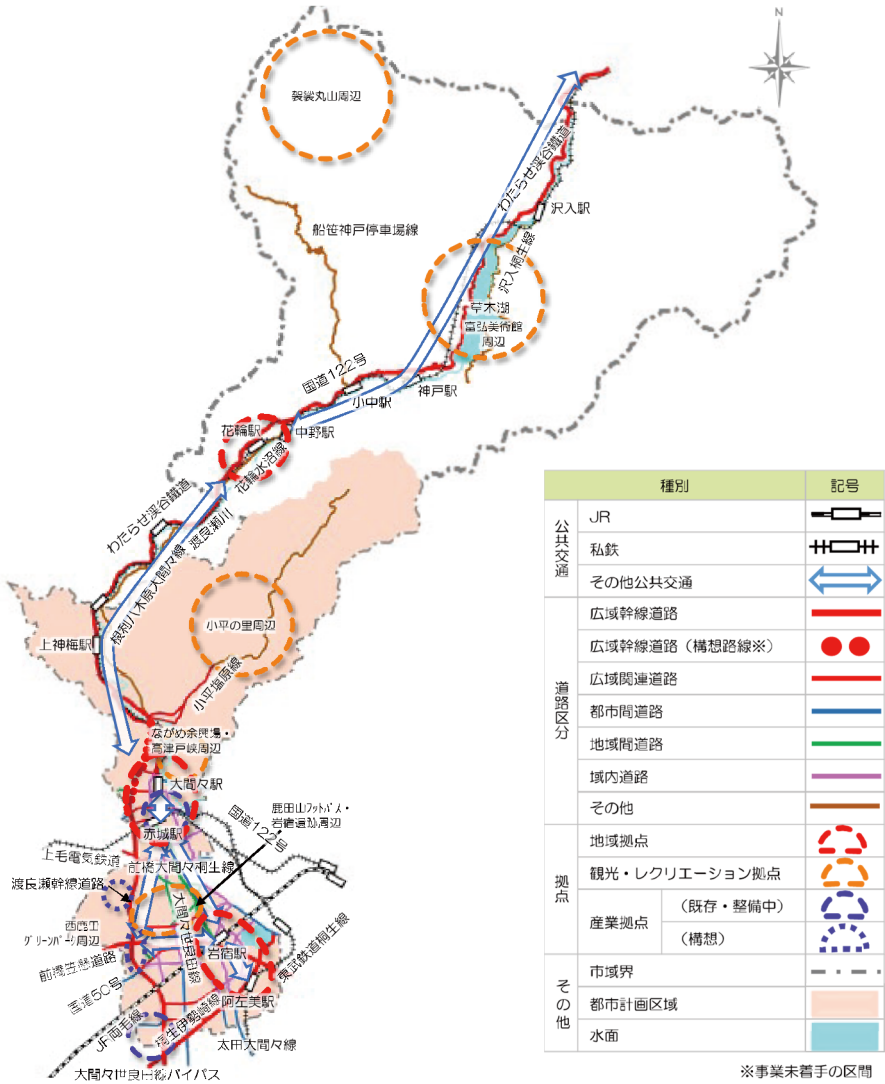 N
袈裟丸山周辺
わたらせ渓谷鐵道
沢入駅
船笹神戸停車場線
沢入桐生線
草木湖
富弘美術館
周辺
国道122号
神戸駅
小中駅
花輪駅
中野駅
花輪水沼線
わたらせ渓谷鐵道
渡良瀬川
根利八木原大間々線
小平の里周辺
上神梅駅
小平塩原線
ながめ余興場・
高津戸峡周辺
大間々駅
鹿田山フットパス・
岩宿遺跡周辺
国道122号
赤城駅
上毛電気鉄道
前橋大間々桐生線
渡良瀬幹線道路
大間々世良田線
西鹿田
グリーンパーク周辺
岩宿駅
東武鉄道桐生線
前橋笠懸道路
国道50号
阿左美駅
JR両毛線
桐生伊勢崎線
太田大間々線
大間々世良田線バイパス
種別 記号
公共交通
JR
私鉄
その他公共交通
道路区分
広域幹線道路
広域幹線道路(構想路線※)
広域関連道路
都市間道路
地域間道路
域内道路
その他
拠点
地域拠点
観光・レクリエーション拠点
産業拠点 (既存・整備中)
(構想)
その他
市域界
都市計画区域
水面
※事業未着手の区間